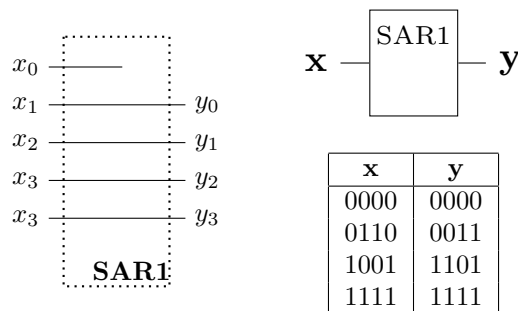 x₀
x₁ y₀
x₂ y₁
x₃ y₂
x₃ y₃
SAR1
SAR1
x y
x y
0000 0000
0110 0011
1001 1101
1111 1111